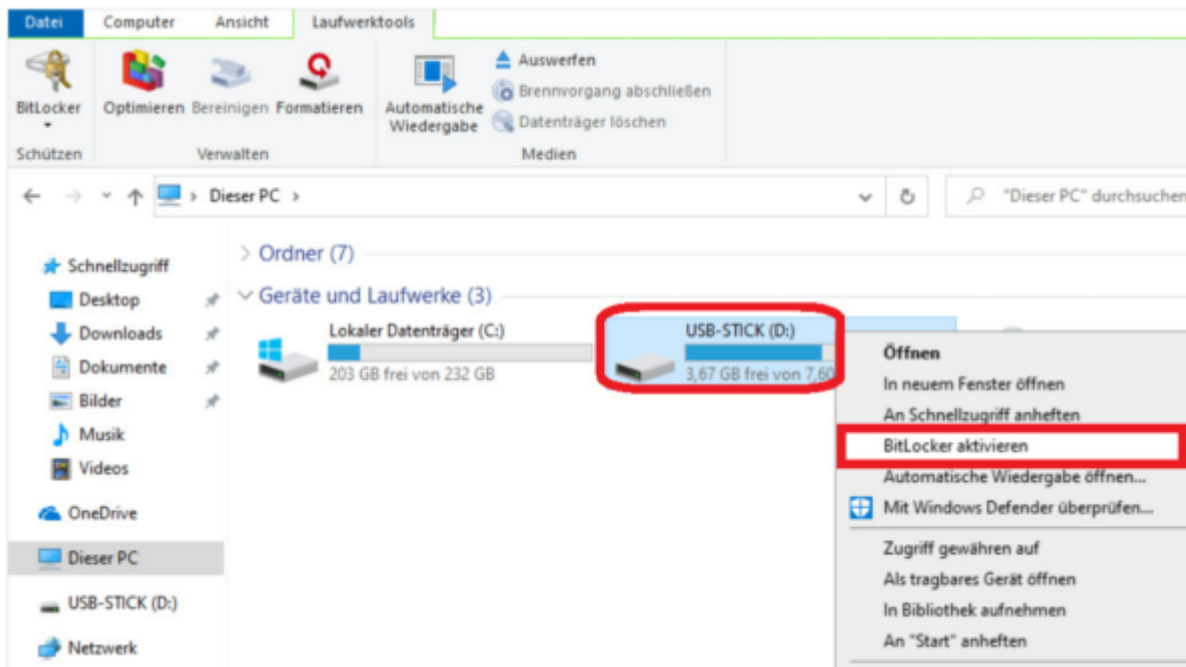 Datei Computer Ansicht Laufwerktools
BitLocker
Optimieren Bereinigen Formatieren
Automatische Wiedergabe
Auswerfen
Brennvorgang abschließen
Datenträger löschen
Schützen Verwalten Medien
Dieser PC
"Dieser PC" durchsuchen
Schnellzugriff
Desktop
Downloads
Dokumente
Bilder
Musik
Videos
OneDrive
Dieser PC
USB-STICK (D:)
Netzwerk
Ordner (7)
Geräte und Laufwerke (3)
Lokaler Datenträger (C:)
203 GB frei von 232 GB
USB-STICK (D:)
3,67 GB frei von 7,60
Öffnen
In neuem Fenster öffnen
An Schnellzugriff anheften
BitLocker aktivieren
Automatische Wiedergabe öffnen...
Mit Windows Defender überprüfen...
Zugriff gewähren auf
Als tragbares Gerät öffnen
In Bibliothek aufnehmen
An "Start" anheften